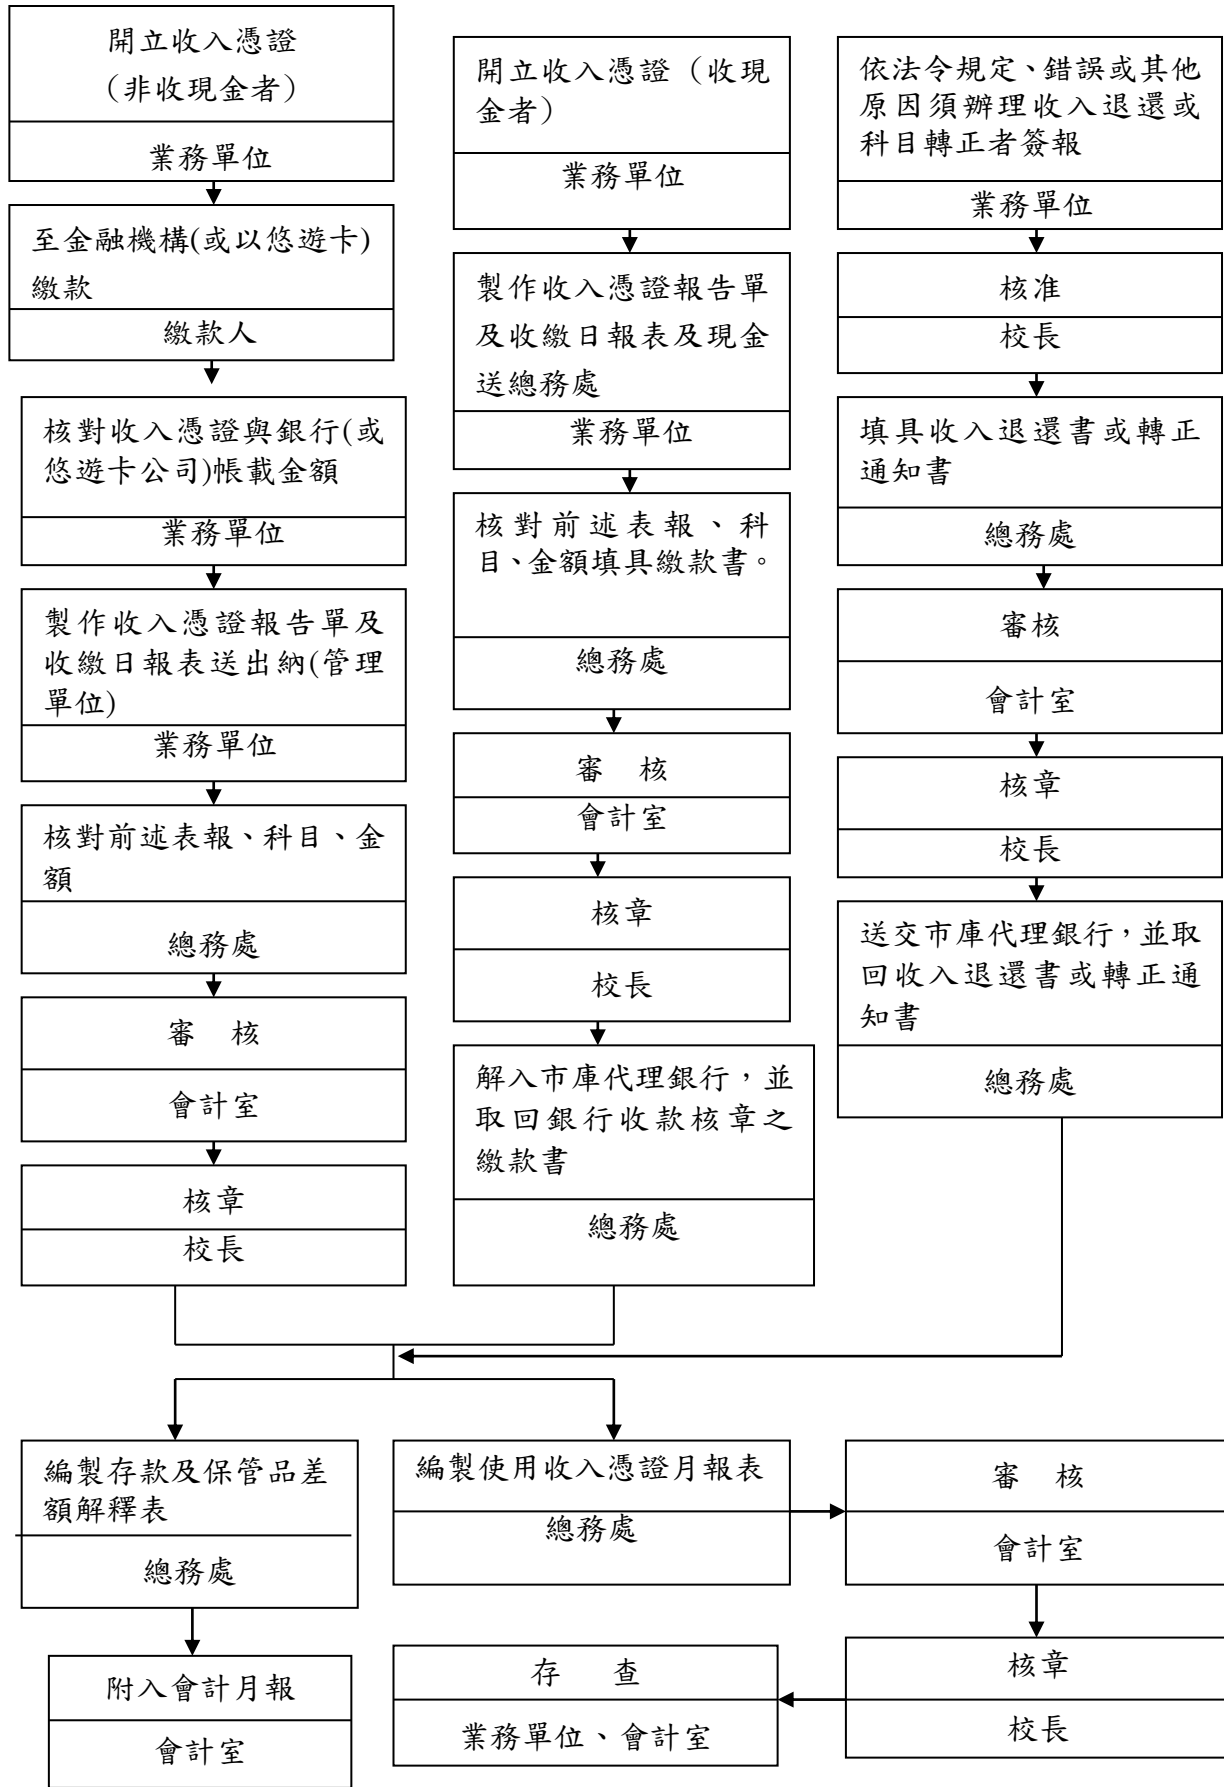 開立收入憑證
（非收現金者）
業務單位
至金融機構(或以悠遊卡)
繳款
繳款人
核對收入憑證與銀行(或
悠遊卡公司)帳載金額
業務單位
製作收入憑證報告單及
收繳日報表送出納(管理
單位)
業務單位
核對前述表報、科目、金
額
總務處
審　核
會計室
核章
校長
開立收入憑證（收現
金者）
業務單位
製作收入憑證報告單
及收繳日報表及現金
送總務處
業務單位
核對前述表報、科
目、金額填具繳款書。
總務處
審　核
會計室
核章
校長
解入市庫代理銀行，並
取回銀行收款核章之
繳款書
總務處
依法令規定、錯誤或其他
原因須辦理收入退還或
科目轉正者簽報
業務單位
核准
校長
填具收入退還書或轉正
通知書
總務處
審核
會計室
核章
校長
送交市庫代理銀行，並取
回收入退還書或轉正通
知書
總務處
編製存款及保管品差
額解釋表
總務處
附入會計月報
會計室
編製使用收入憑證月報表
總務處
審　核
會計室
核章
校長
存　查
業務單位、會計室